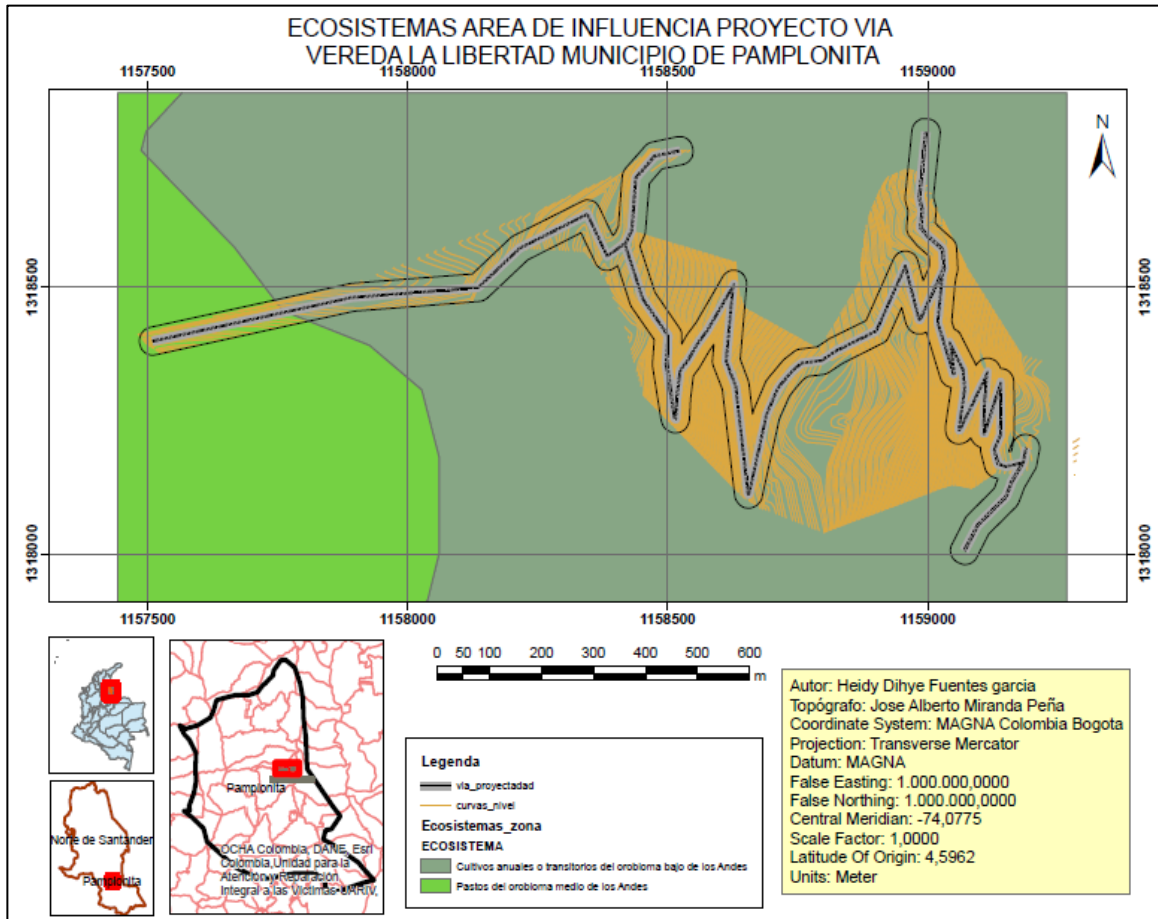 ECOSISTEMAS AREA DE INFLUENCIA PROYECTO VIA
VEREDA LA LIBERTAD MUNICIPIO DE PAMPLONITA
1157500
1158000
1158500
1159000
N
1318500
1318500
1318000
1318000
1157500
1158000
1158500
1159000
0 50 100 200 300 400 500 600
m
Pamplonita
OCHA Colombia, DANE, Esri
Colombia,Unidad para la
Atención y Reparación
Integral a las Victimas UARIV,
Norte de Santander
Pamplonita
Legenda
via_proyectadad
curvas_nivel
Ecosistemas_zona
ECOSISTEMA
Cultivos anuales o transitorios del orobioma bajo de los Andes
Pastos del orobioma medio de los Andes
Autor: Heidy Dihye Fuentes garcia
Topógrafo: Jose Alberto Miranda Peña
Coordinate System: MAGNA Colombia Bogota
Projection: Transverse Mercator
Datum: MAGNA
False Easting: 1.000.000,0000
False Northing: 1.000.000,0000
Central Meridian: -74,0775
Scale Factor: 1,0000
Latitude Of Origin: 4,5962
Units: Meter